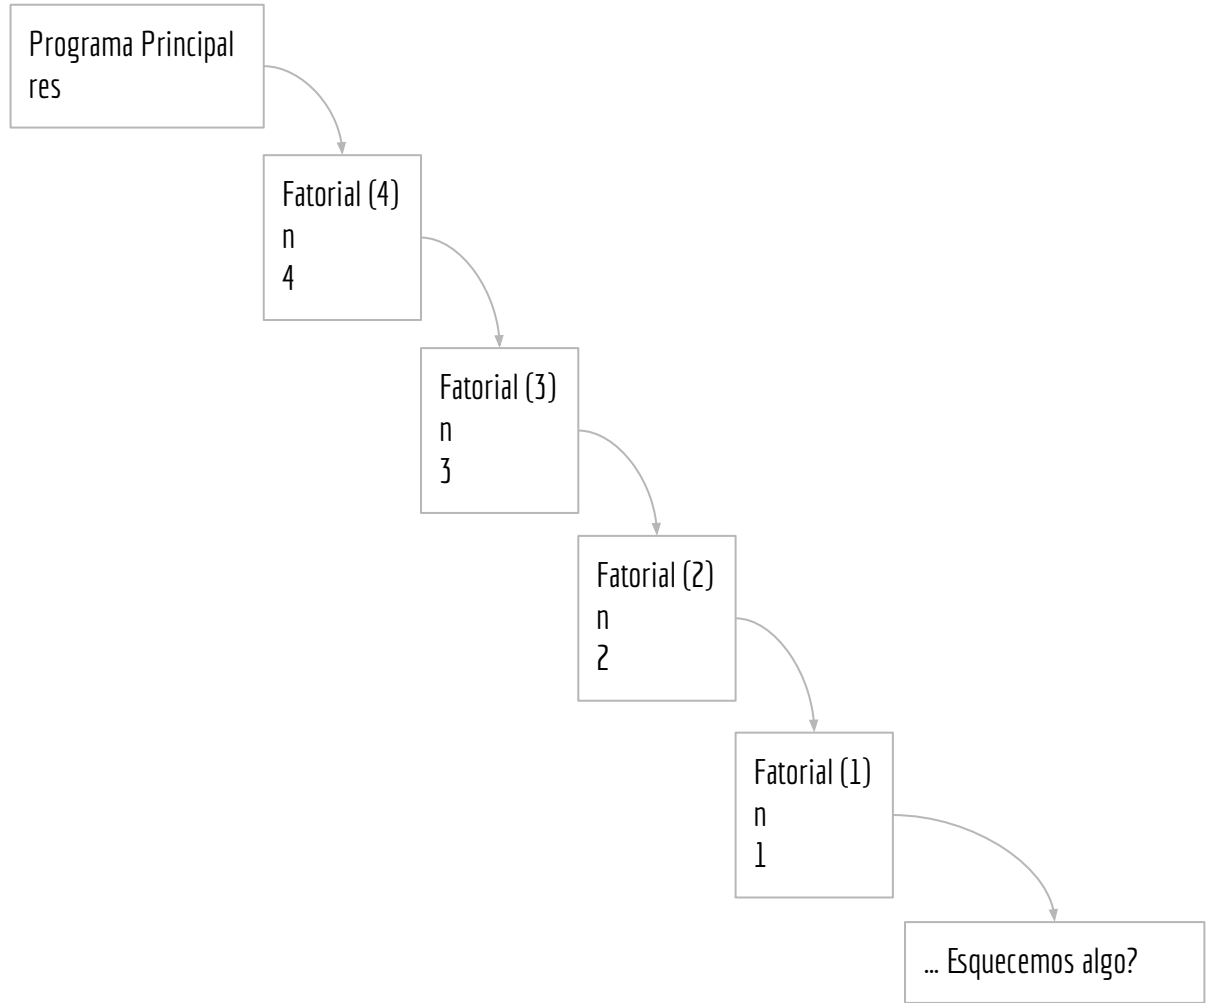 Programa Principal
res
Fatorial (4)
n
4
Fatorial (3)
n
3
Fatorial (2)
n
2
Fatorial (1)
n
1
... Esquecemos algo?